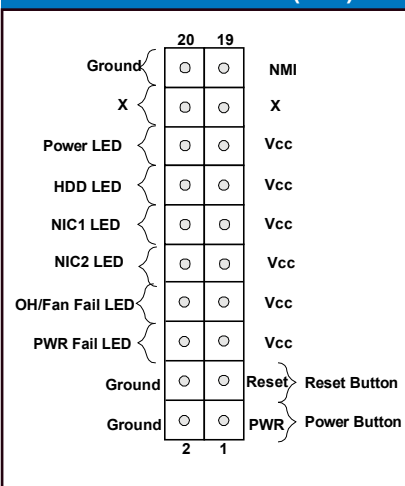 20 19
Ground NMI
X X
Power LED Vcc
HDD LED Vcc
NIC1 LED Vcc
NIC2 LED Vcc
OH/Fan Fail LED Vcc
PWR Fail LED Vcc
Ground Reset Reset Button
Ground PWR Power Button
2 1